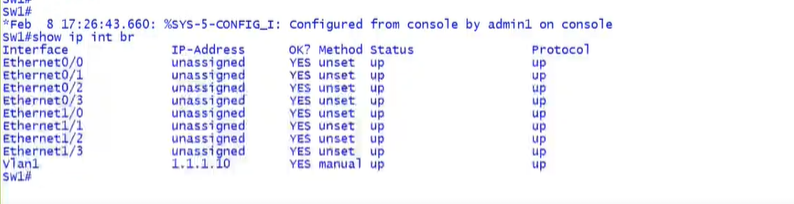 SW1#
*Feb  8 17:26:43.660: %SYS-5-CONFIG_I: Configured from console by admin1 on console
SW1#show ip int br
Interface              IP-Address      OK? Method Status                Protocol
Ethernet0/0            unassigned      YES unset  up                    up
Ethernet0/1            unassigned      YES unset  up                    up
Ethernet0/2            unassigned      YES unset  up                    up
Ethernet0/3            unassigned      YES unset  up                    up
Ethernet1/0            unassigned      YES unset  up                    up
Ethernet1/1            unassigned      YES unset  up                    up
Ethernet1/2            unassigned      YES unset  up                    up
Ethernet1/3            unassigned      YES unset  up                    up
Vlan1                  1.1.1.10        YES manual up                    up
SW1#